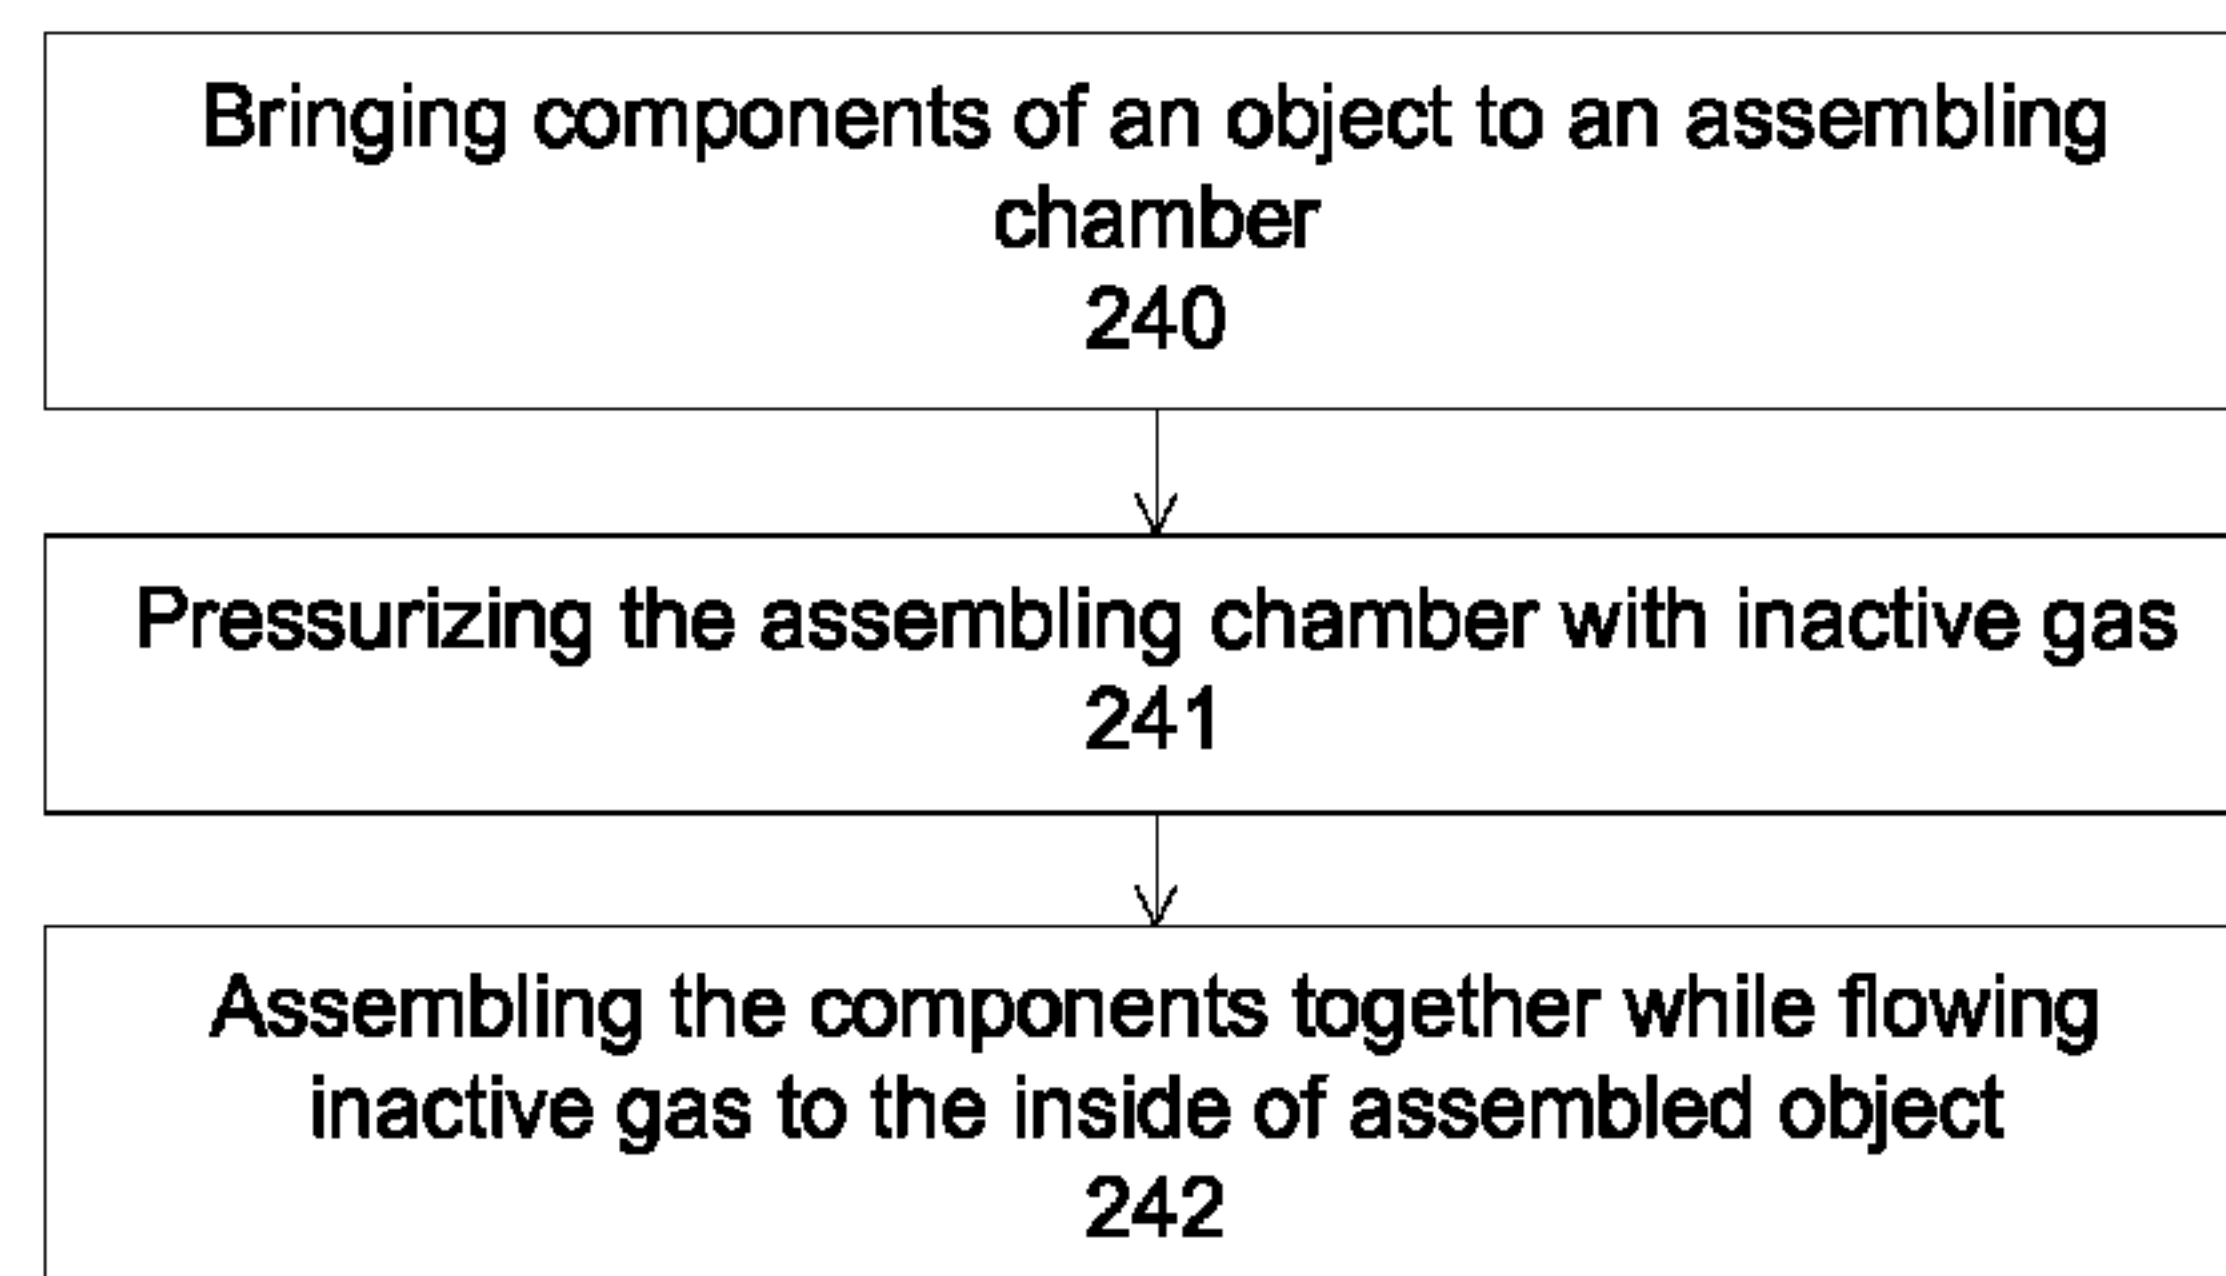 Bringing components of an object to an assembling
chamber
240
Pressurizing the assembling chamber with inactive gas
241
Assembling the components together while flowing
inactive gas to the inside of assembled object
242